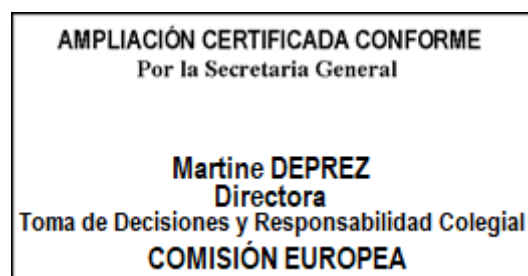 AMPLIACIÓN CERTIFICADA CONFORME
Por la Secretaria General
Martine DEPREZ
Directora
Toma de Decisiones y Responsabilidad Colegial
COMISIÓN EUROPEA